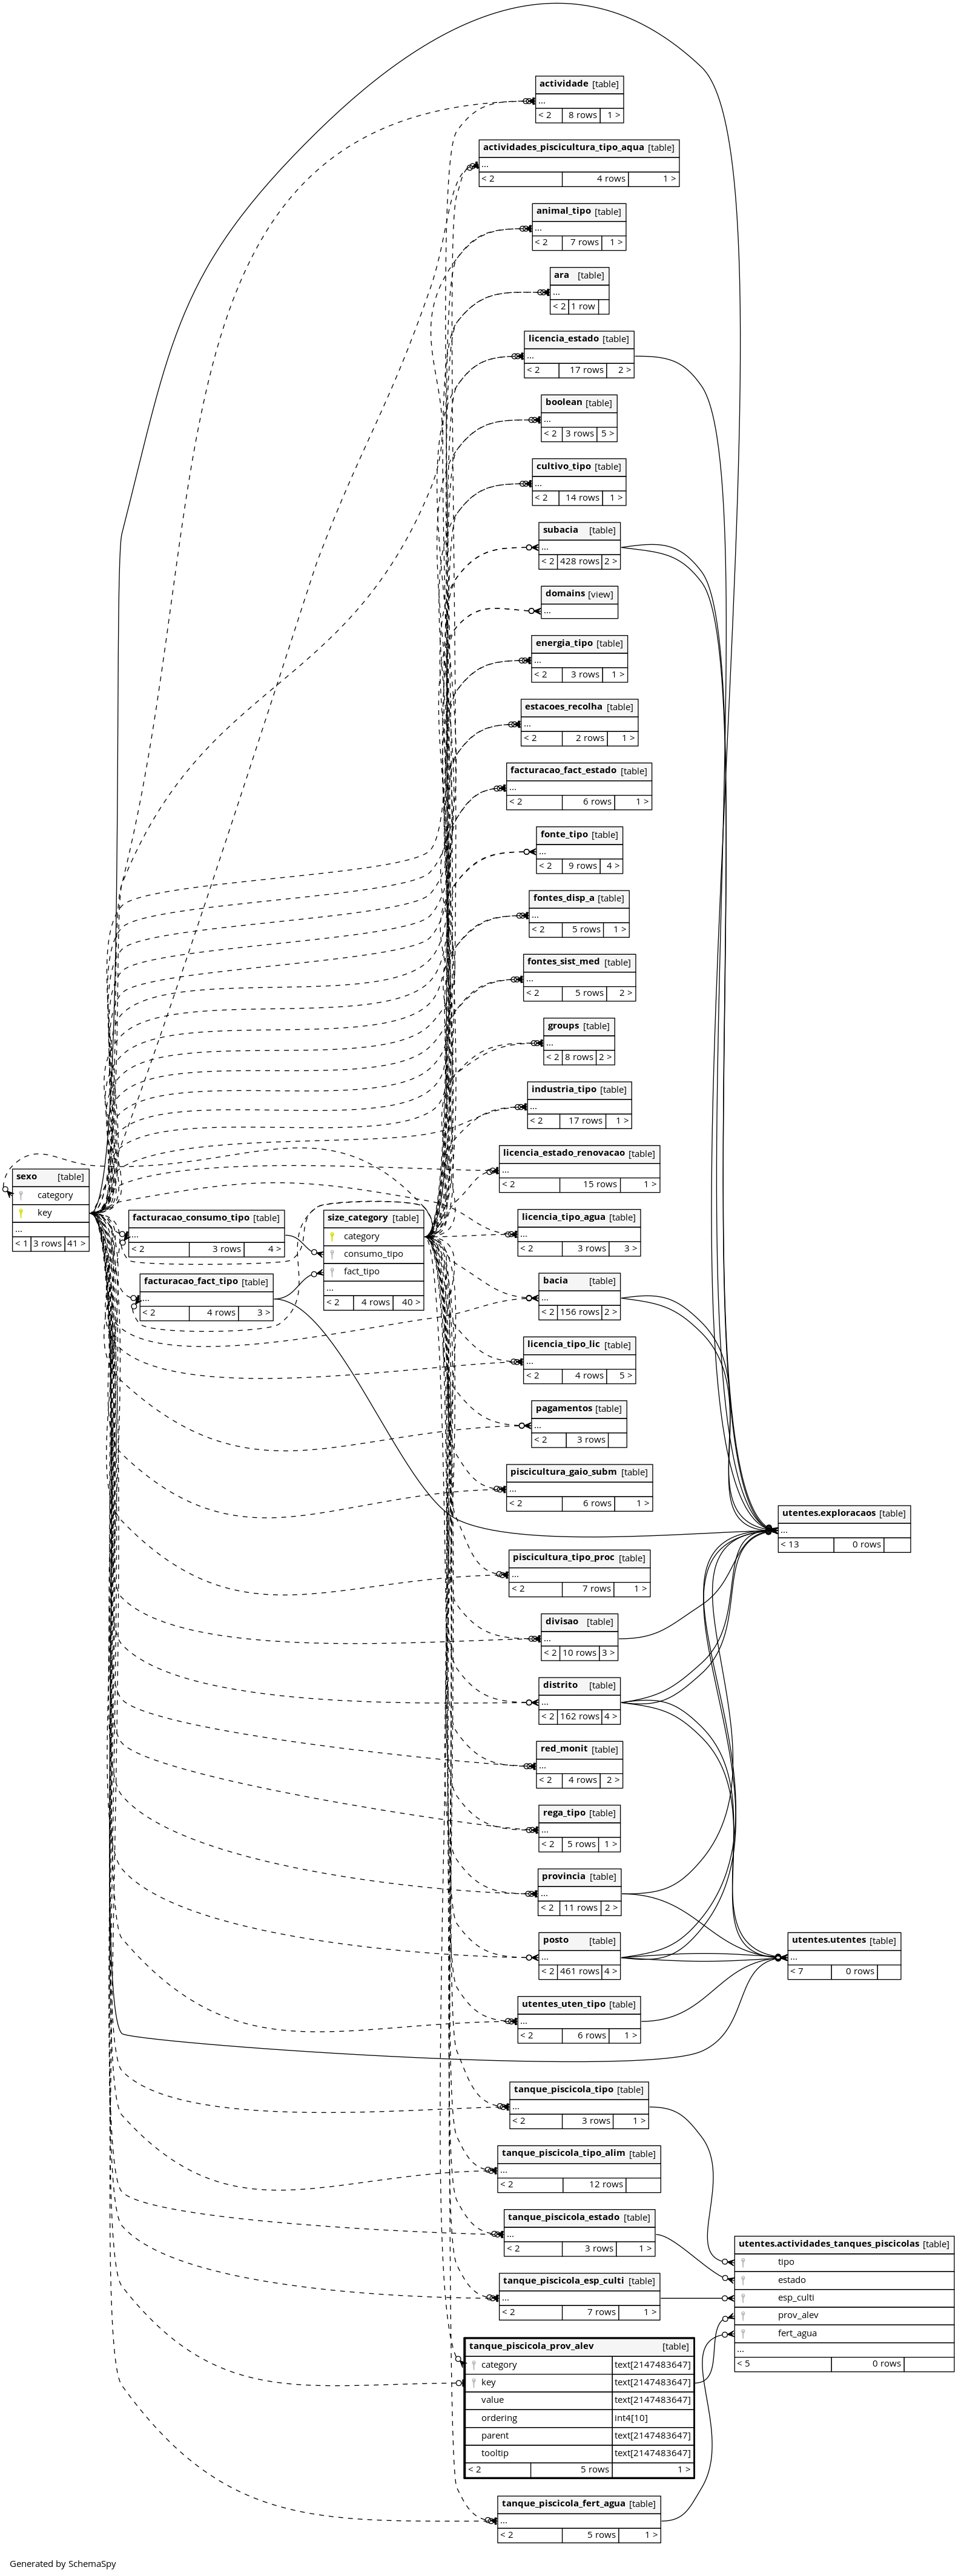 actividade [table]
...
< 2 8 rows 1 >
actividades_piscicultura_tipo_aqua [table]
...
< 2 4 rows 1 >
animal_tipo [table]
...
< 2 7 rows 1 >
ara [table]
...
< 2 1 row
licencia_estado [table]
...
< 2 17 rows 2 >
boolean [table]
...
< 2 3 rows 5 >
cultivo_tipo [table]
...
< 2 14 rows 1 >
subacia [table]
...
< 2 428 rows 2 >
domains [view]
...
energia_tipo [table]
...
< 2 3 rows 1 >
estacoes_recolha [table]
...
< 2 2 rows 1 >
facturacao_fact_estado [table]
...
< 2 6 rows 1 >
fonte_tipo [table]
...
< 2 9 rows 4 >
fontes_disp_a [table]
...
< 2 5 rows 1 >
fontes_sist_med [table]
...
< 2 5 rows 2 >
groups [table]
...
< 2 8 rows 2 >
industria_tipo [table]
...
< 2 17 rows 1 >
licencia_estado_renovacao [table]
...
< 2 15 rows 1 >
sexo [table]
category
key
...
< 1 3 rows 41 >
facturacao_consumo_tipo [table]
...
< 2 3 rows 4 >
facturacao_fact_tipo [table]
...
< 2 4 rows 3 >
size_category [table]
category
consumo_tipo
fact_tipo
...
< 2 4 rows 40 >
licencia_tipo_agua [table]
...
< 2 3 rows 3 >
bacia [table]
...
< 2 156 rows 2 >
licencia_tipo_lic [table]
...
< 2 4 rows 5 >
pagamentos [table]
...
< 2 3 rows
piscicultura_gaio_subm [table]
...
< 2 6 rows 1 >
utentes.exploracaos [table]
...
< 13 0 rows
piscicultura_tipo_proc [table]
...
< 2 7 rows 1 >
divisao [table]
...
< 2 10 rows 3 >
distrito [table]
...
< 2 162 rows 4 >
red_monit [table]
...
< 2 4 rows 2 >
rega_tipo [table]
...
< 2 5 rows 1 >
provincia [table]
...
< 2 11 rows 2 >
posto [table]
...
< 2 461 rows 4 >
utentes.utentes [table]
...
< 7 0 rows
utentes_uten_tipo [table]
...
< 2 6 rows 1 >
tanque_piscicola_tipo [table]
...
< 2 3 rows 1 >
tanque_piscicola_tipo_alim [table]
...
< 2 12 rows
tanque_piscicola_estado [table]
...
< 2 3 rows 1 >
utentes.actividades_tanques_piscicolas [table]
tipo
estado
esp_culti
prov_alev
fert_agua
...
< 5 0 rows
tanque_piscicola_esp_culti [table]
...
< 2 7 rows 1 >
tanque_piscicola_prov_alev [table]
category text[2147483647]
key text[2147483647]
value text[2147483647]
ordering int4[10]
parent text[2147483647]
tooltip text[2147483647]
< 2 5 rows 1 >
tanque_piscicola_fert_agua [table]
...
< 2 5 rows 1 >
Generated by SchemaSpy